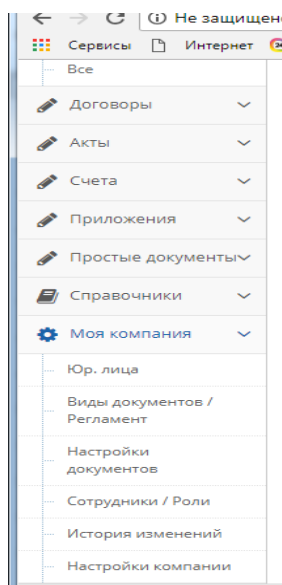 Не защищен
Сервисы Интернет
Все
Договоры
Акты
Счета
Приложения
Простые документы
Справочники
Моя компания
Юр. лица
Виды документов /
Регламент
Настройки
документов
Сотрудники / Роли
История изменений
Настройки компании